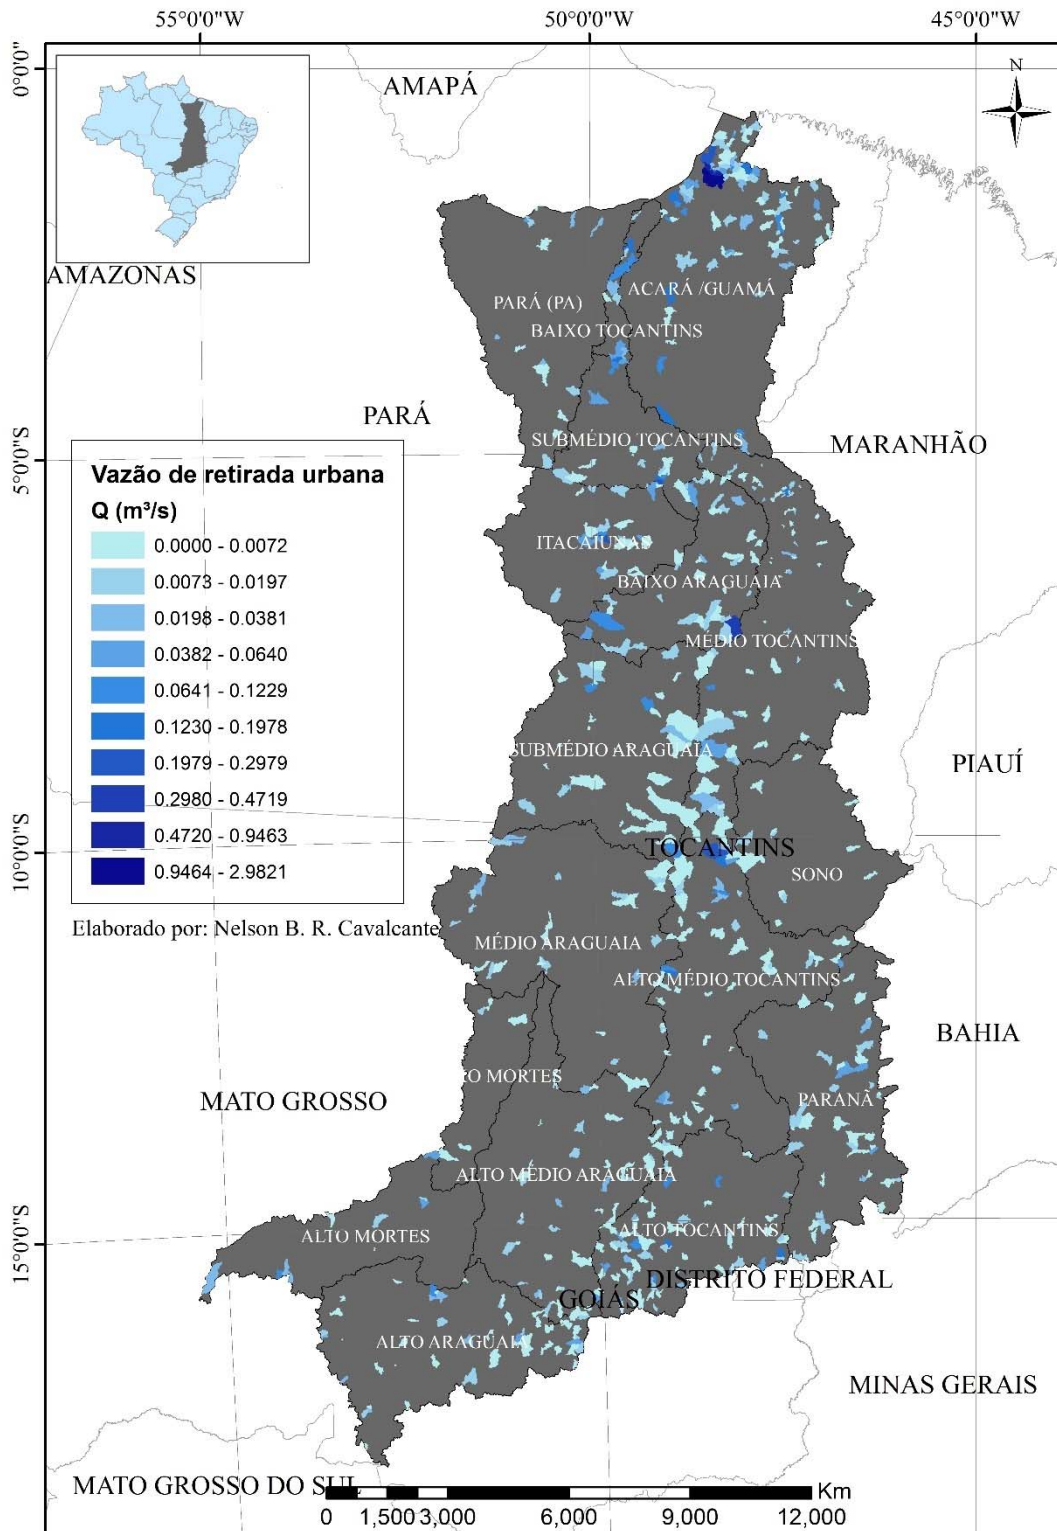 55°0'0"W
50°0'0"W
45°0'0"W
0°0'0"
N
AMAPÁ
AMAZONAS
ACARÁ /GUAMÁ
PARÁ (PA)
BAIXO TOCANTINS
PARÁ
SUBMÉDIO TOCANTINS
MARANHÃO
5°0'0"S
Vazão de retirada urbana
Q (m³/s)
0.0000 - 0.0072
0.0073 - 0.0197
0.0198 - 0.0381
0.0382 - 0.0640
0.0641 - 0.1229
0.1230 - 0.1978
0.1979 - 0.2979
0.2980 - 0.4719
0.4720 - 0.9463
0.9464 - 2.9821
ITACAIUNAS
BAIXO ARAGUAIA
MÉDIO TOCANTINS
SUBMÉDIO ARAGUAIA
PIAUÍ
TOCANTINS
10°0'0"S
SONO
Elaborado por: Nelson B. R. Cavalcante
MÉDIO ARAGUAIA
ALTO MÉDIO TOCANTINS
BAHIA
O MORTES
MATO GROSSO
PARANÃ
ALTO MÉDIO ARAGUAIA
15°0'0"S
ALTO MORTES
ALTO TOCANTINS
DISTRITO FEDERAL
GOIÁS
ALTO ARAGUAIA
MINAS GERAIS
MATO GROSSO DO SUL
Km
0 1,500 3,000 6,000 9,000 12,000